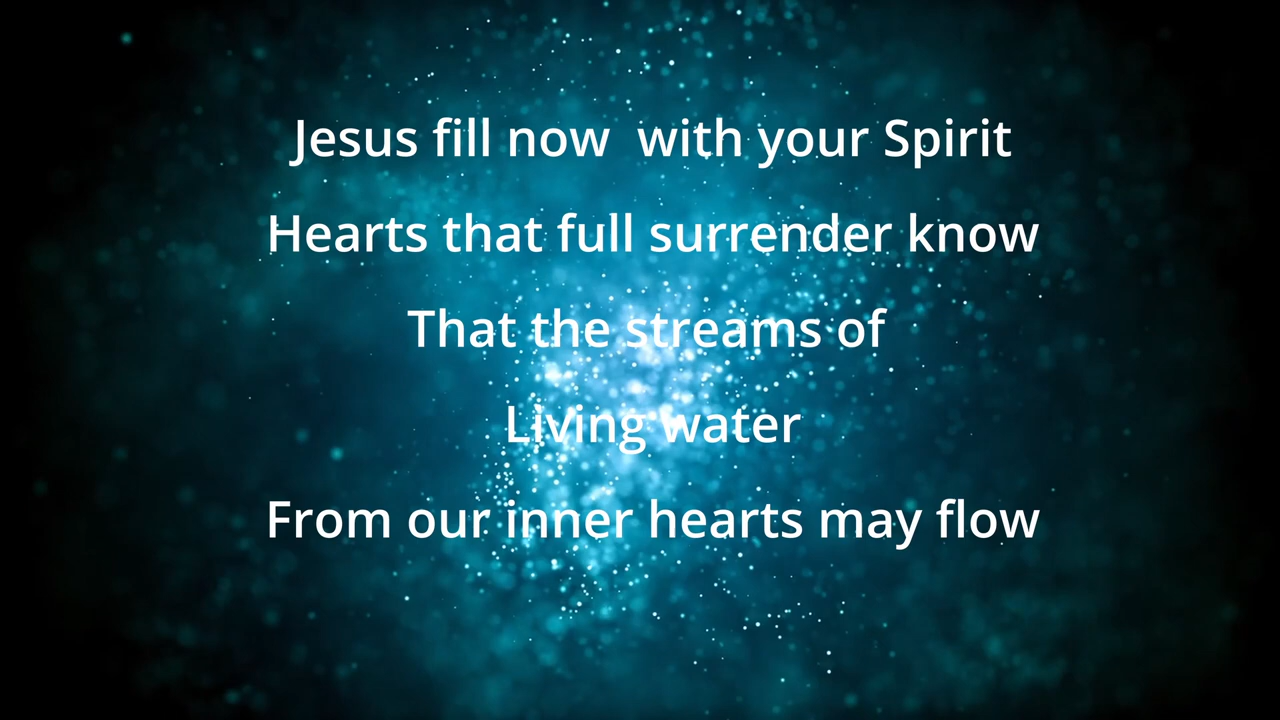 Jesus fill now  with your Spirit
Hearts that full surrender know
That the streams of
Living water
From our inner hearts may flow